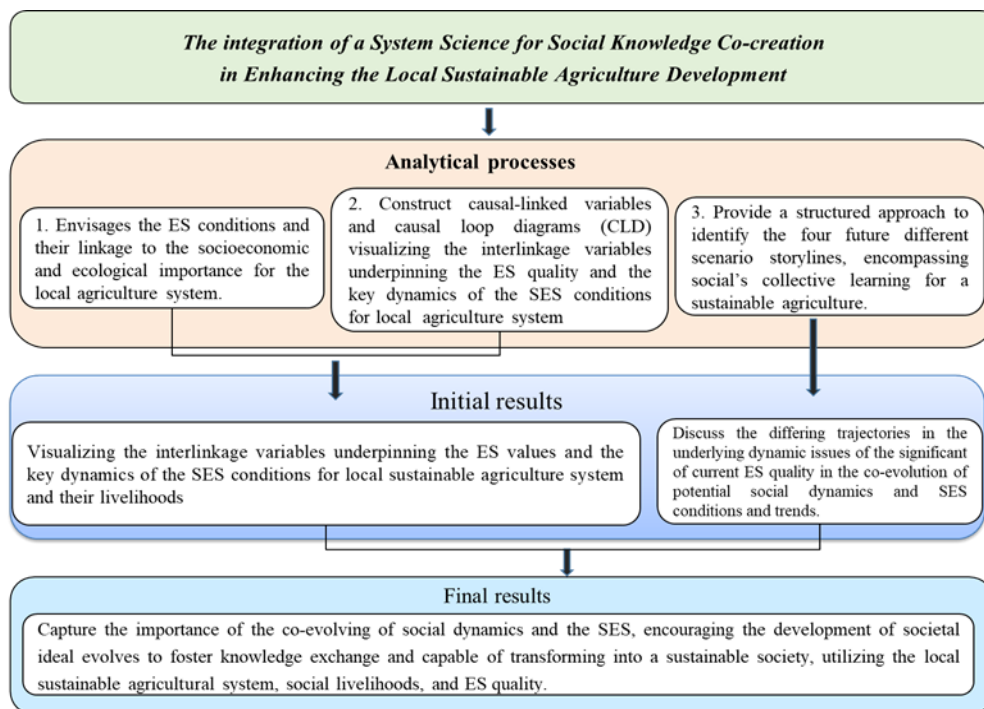 The integration of a System Science for Social Knowledge Co-creation
in Enhancing the Local Sustainable Agriculture Development
Analytical processes
1. Envisages the ES conditions and
their linkage to the socioeconomic
and ecological importance for the
local agriculture system.
2. Construct causal-linked variables
and causal loop diagrams (CLD)
visualizing the interlinkage variables
underpinning the ES quality and the
key dynamics of the SES conditions
for local agriculture system
3. Provide a structured approach to
identify the four future different
scenario storylines, encompassing
social's collective learning for a
sustainable agriculture.
Initial results
Visualizing the interlinkage variables underpinning the ES values and the
key dynamics of the SES conditions for local sustainable agriculture system
and their livelihoods
Discuss the differing trajectories in the
underlying dynamic issues of the significant
of current ES quality in the co-evolution of
potential social dynamics and SES
conditions and trends.
Final results
Capture the importance of the co-evolving of social dynamics and the SES, encouraging the development of societal
ideal evolves to foster knowledge exchange and capable of transforming into a sustainable society, utilizing the local
sustainable agricultural system, social livelihoods, and ES quality.